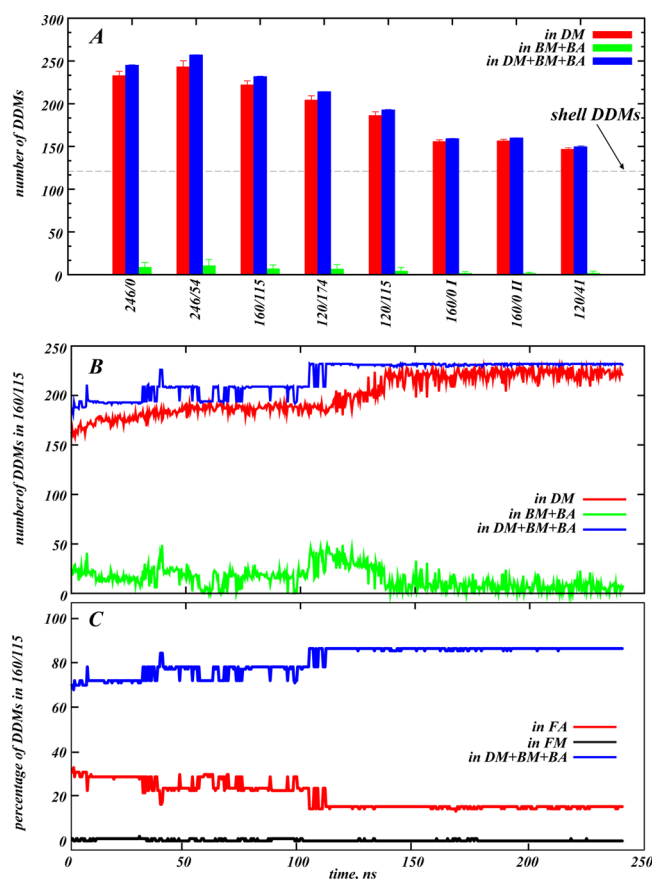 A
in DM
in BM+BA
in DM+BM+BA
shell DDMs
number of DDMs
300
250
200
150
100
50
0
246/0
246/54
160/115
120/174
120/115
160/0 I
160/0 II
120/41
B
number of DDMs in 160/115
250
200
150
100
50
0
in DM
in BM+BA
in DM+BM+BA
C
percentage of DDMs in 160/115
100
80
60
40
20
0
in FA
in FM
in DM+BM+BA
0
50
100
150
200
250
time, ns